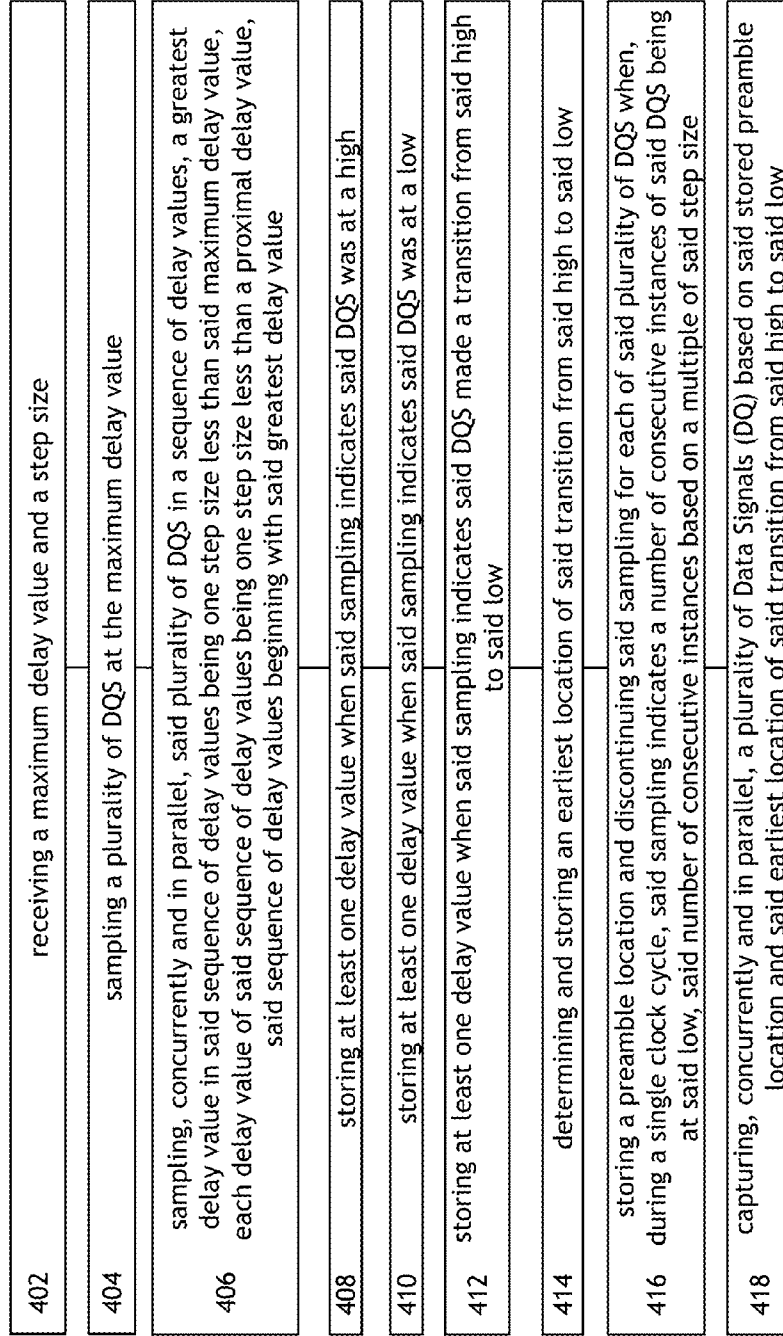 402
receiving a maximum delay value and a step size
404
sampling a plurality of DQS at the maximum delay value
406
sampling, concurrently and in parallel, said plurality of DQS in a sequence of delay values, a greatest
delay value in said sequence of delay values being one step size less than said maximum delay value,
each delay value of said sequence of delay values being one step size less than a proximal delay value,
said sequence of delay values beginning with said greatest delay value
408
storing at least one delay value when said sampling indicates said DQS was at a high
410
storing at least one delay value when said sampling indicates said DQS was at a low
412
storing at least one delay value when said sampling indicates said DQS made a transition from said high
to said low
414
determining and storing an earliest location of said transition from said high to said low
416
storing a preamble location and discontinuing said sampling for each of said plurality of DQS when,
during a single clock cycle, said sampling indicates a number of consecutive instances of said DQS being
at said low, said number of consecutive instances based on a multiple of said step size
418
capturing, concurrently and in parallel, a plurality of Data Signals (DQ) based on said stored preamble
location and said earliest location of said transition from said high to said low